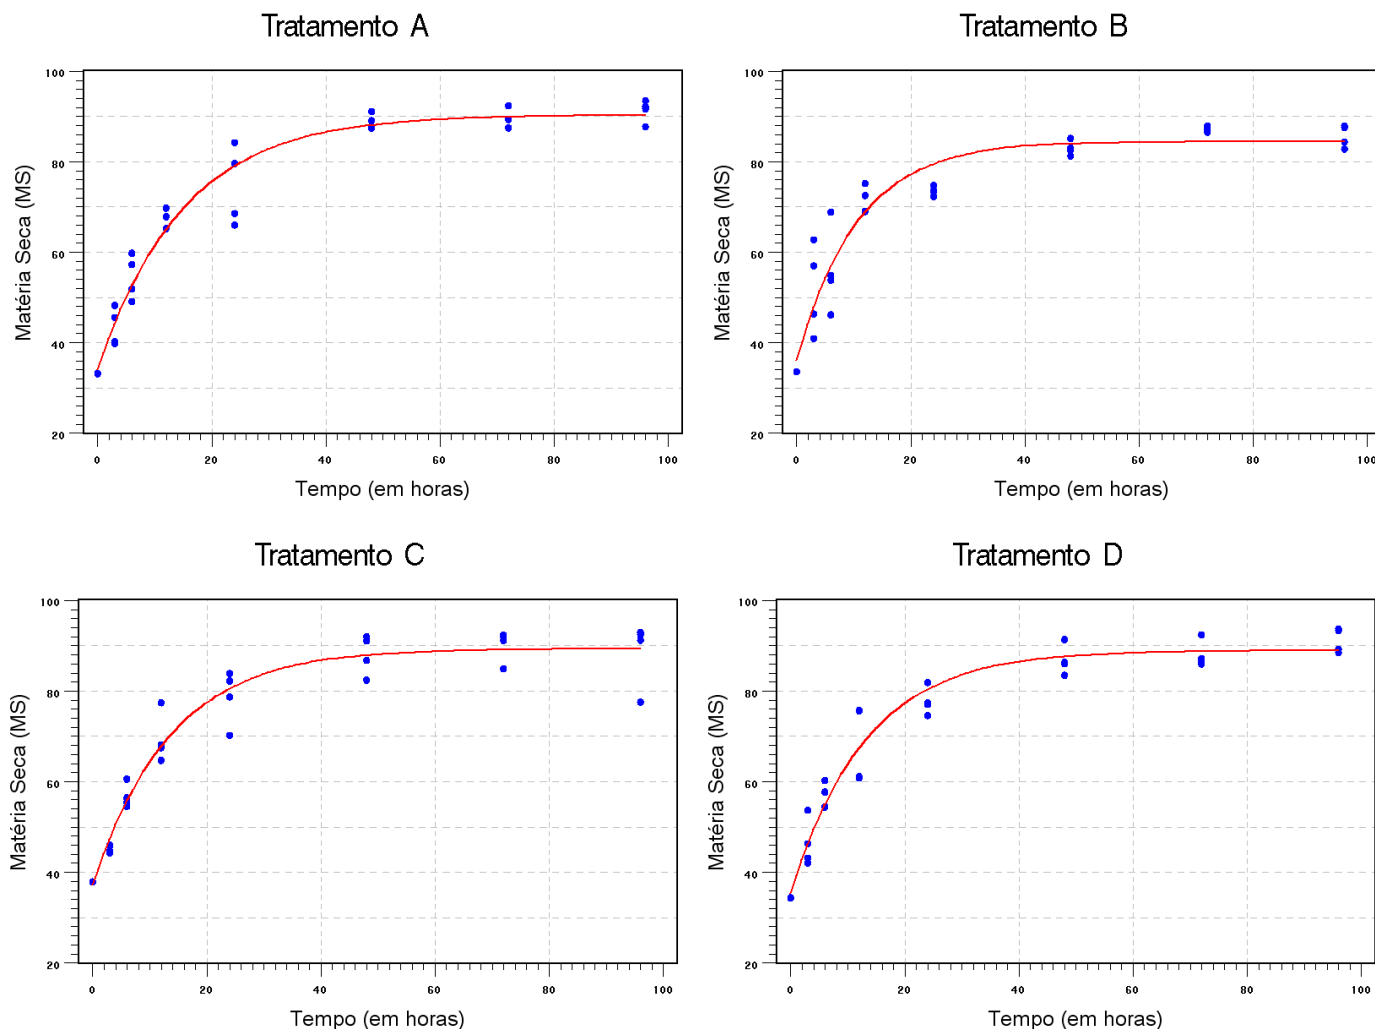 Tratamento A
Tratamento B
Matéria Seca (MS)
100
80
60
40
20
0 20 40 60 80 100
Tempo (em horas)
Matéria Seca (MS)
100
80
60
40
20
0 20 40 60 80 100
Tempo (em horas)
Tratamento C
Tratamento D
Matéria Seca (MS)
100
80
60
40
20
0 20 40 60 80 100
Tempo (em horas)
Matéria Seca (MS)
100
80
60
40
20
0 20 40 60 80 100
Tempo (em horas)